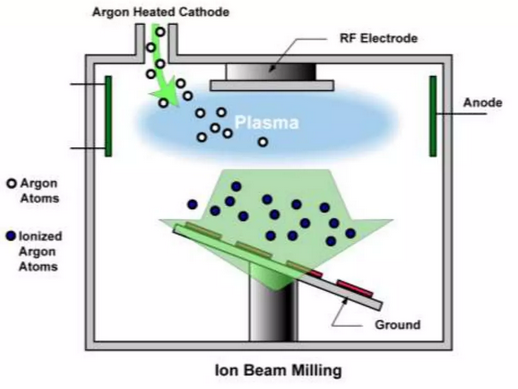 Argon Heated Cathode
RF Electrode
Plasma
Anode
Argon
Atoms
Ionized
Argon
Atoms
Ground
Ion Beam Milling